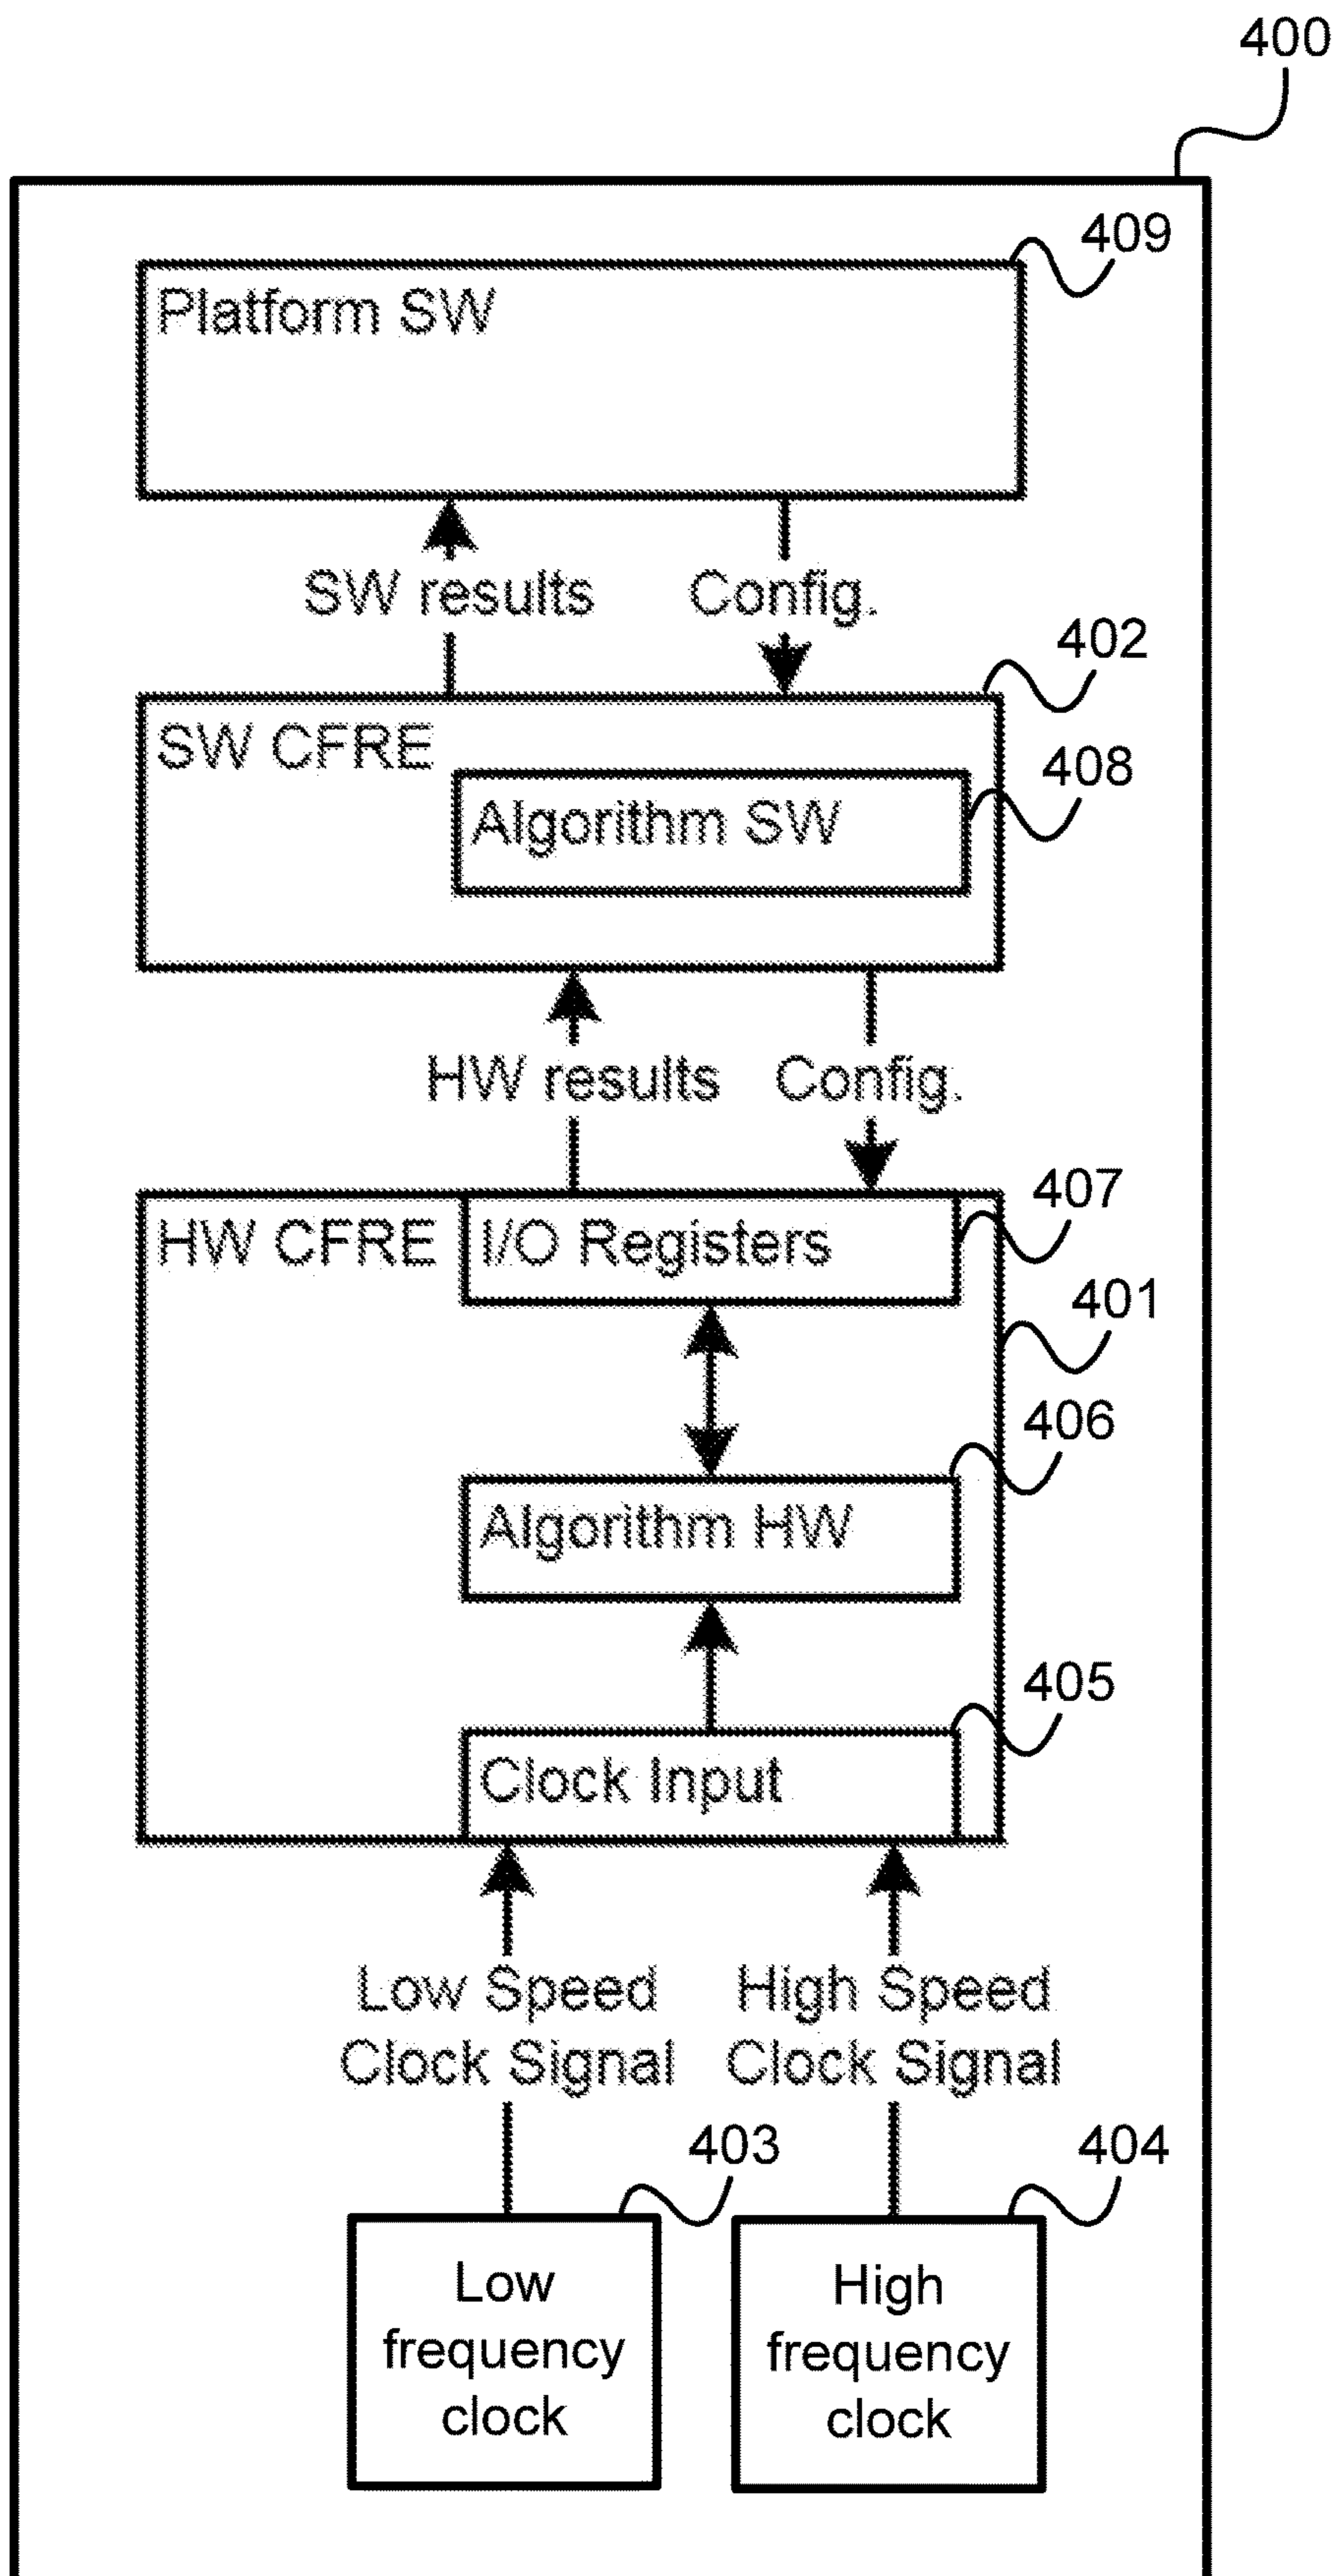 400
409
Platform SW
SW results Config.
402
SW CFRE
408
Algorithm SW
HW results Config.
407
HW CFRE I/O Registers
401
406
Algorithm HW
405
Clock Input
Low Speed
Clock Signal
High Speed
Clock Signal
403
404
Low
frequency
clock
High
frequency
clock